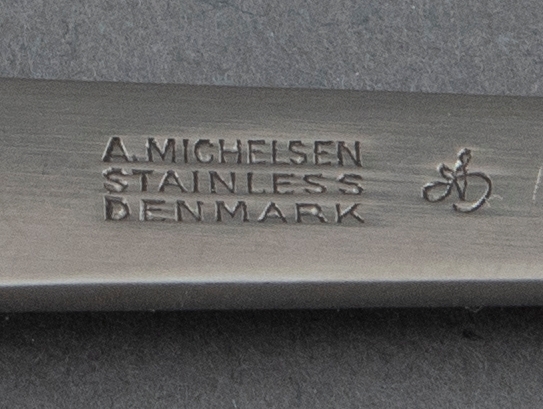 A. MICHELSEN
STAINLESS
DENMARK